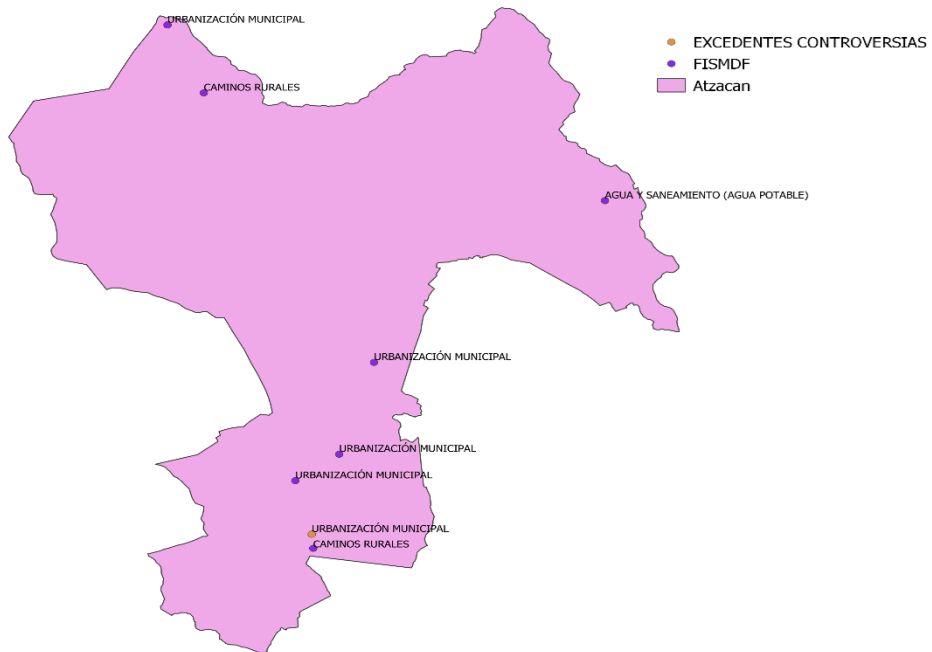 URBANIZACIÓN MUNICIPAL
EXCEDENTES CONTROVERSIAS
FISMDF
Atzacan
CAMINOS RURALES
AGUA Y SANEAMIENTO (AGUA POTABLE)
URBANIZACIÓN MUNICIPAL
URBANIZACIÓN MUNICIPAL
URBANIZACIÓN MUNICIPAL
URBANIZACIÓN MUNICIPAL
CAMINOS RURALES